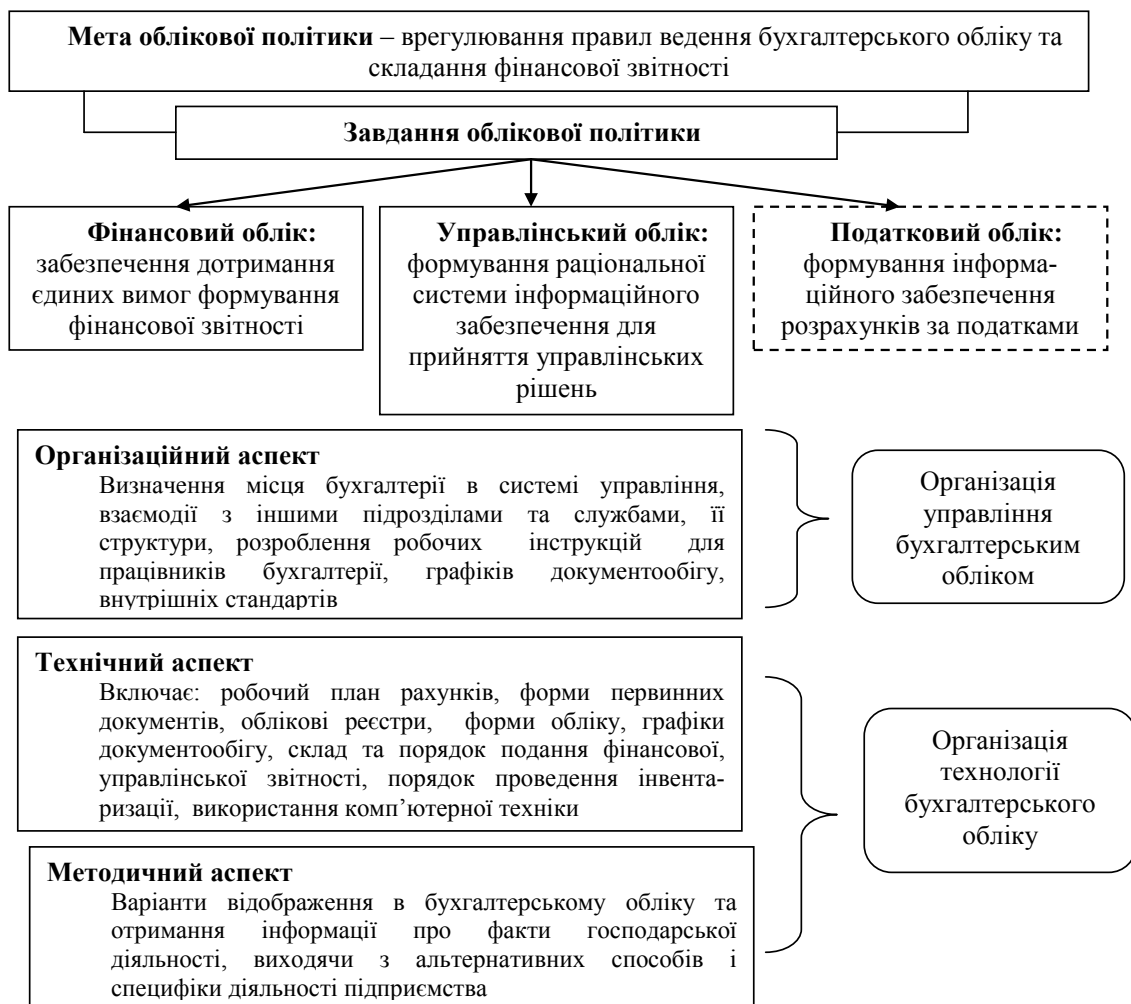 Мета облікової політики – врегулювання правил ведення бухгалтерського обліку та
складання фінансової звітності
Завдання облікової політики
Фінансовий облік:
забезпечення дотримання
єдиних вимог формування
фінансової звітності
Управлінський облік:
формування раціональної
системи інформаційного
забезпечення для
прийняття управлінських
рішень
Податковий облік:
формування інформа-
ційного забезпечення
розрахунків за податками
Організаційний аспект
Визначення місця бухгалтерії в системі управління,
взаємодії з іншими підрозділами та службами, її
структури, розроблення робочих інструкцій для
працівників бухгалтерії, графіків документообігу,
внутрішніх стандартів
Організація
управління
бухгалтерським
обліком
Технічний аспект
Включає: робочий план рахунків, форми первинних
документів, облікові реєстри, форми обліку, графіки
документообігу, склад та порядок подання фінансової,
управлінської звітності, порядок проведення інвента-
ризації, використання комп’ютерної техніки
Організація
технології
бухгалтерського
обліку
Методичний аспект
Варіанти відображення в бухгалтерському обліку та
отримання інформації про факти господарської
діяльності, виходячи з альтернативних способів і
специфіки діяльності підприємства